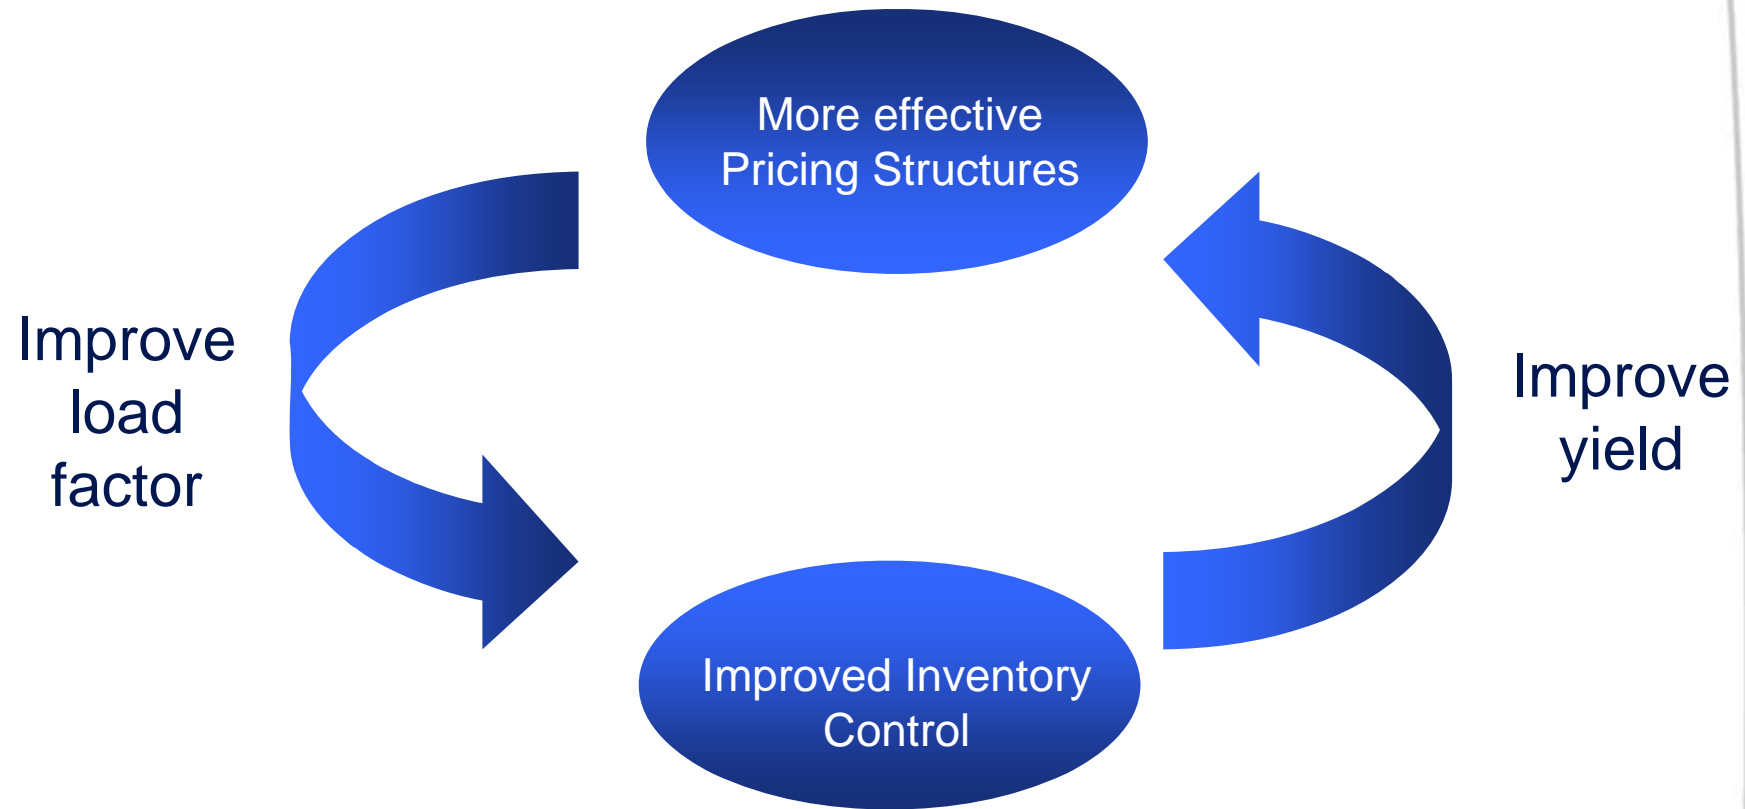 More effective
Pricing Structures
Improve
load
factor
Improve
yield
Improved Inventory
Control